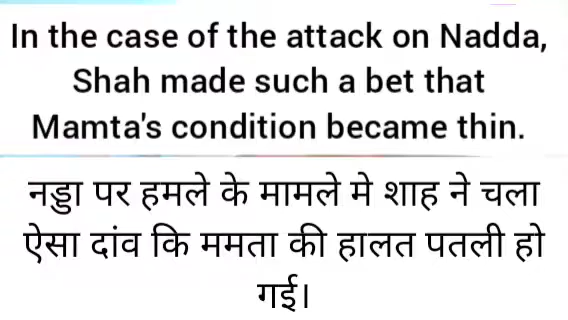 In the case of the attack on Nadda,
Shah made such a bet that
Mamta's condition became thin.
नड्डा पर हमले के मामले मे शाह ने चला
ऐसा दांव कि ममता की हालत पतली हो
गई।